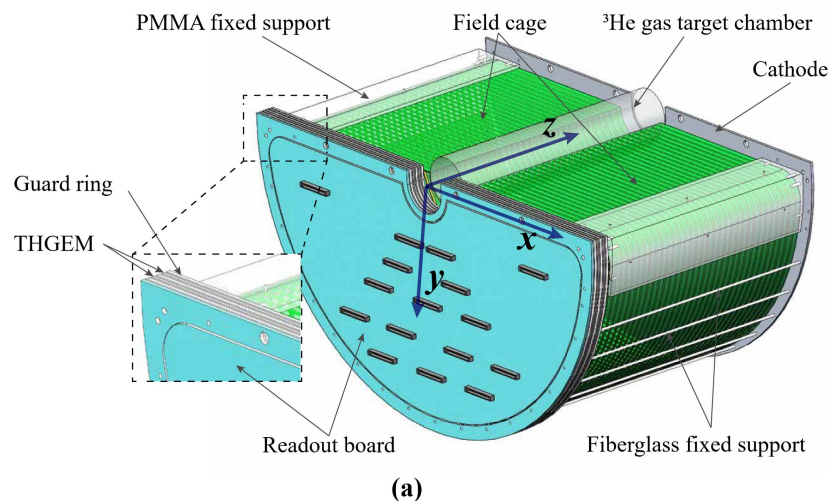 PMMA fixed support
Field cage
³He gas target chamber
Cathode
z
Guard ring
THGEM
x
y
Readout board
Fiberglass fixed support
(a)